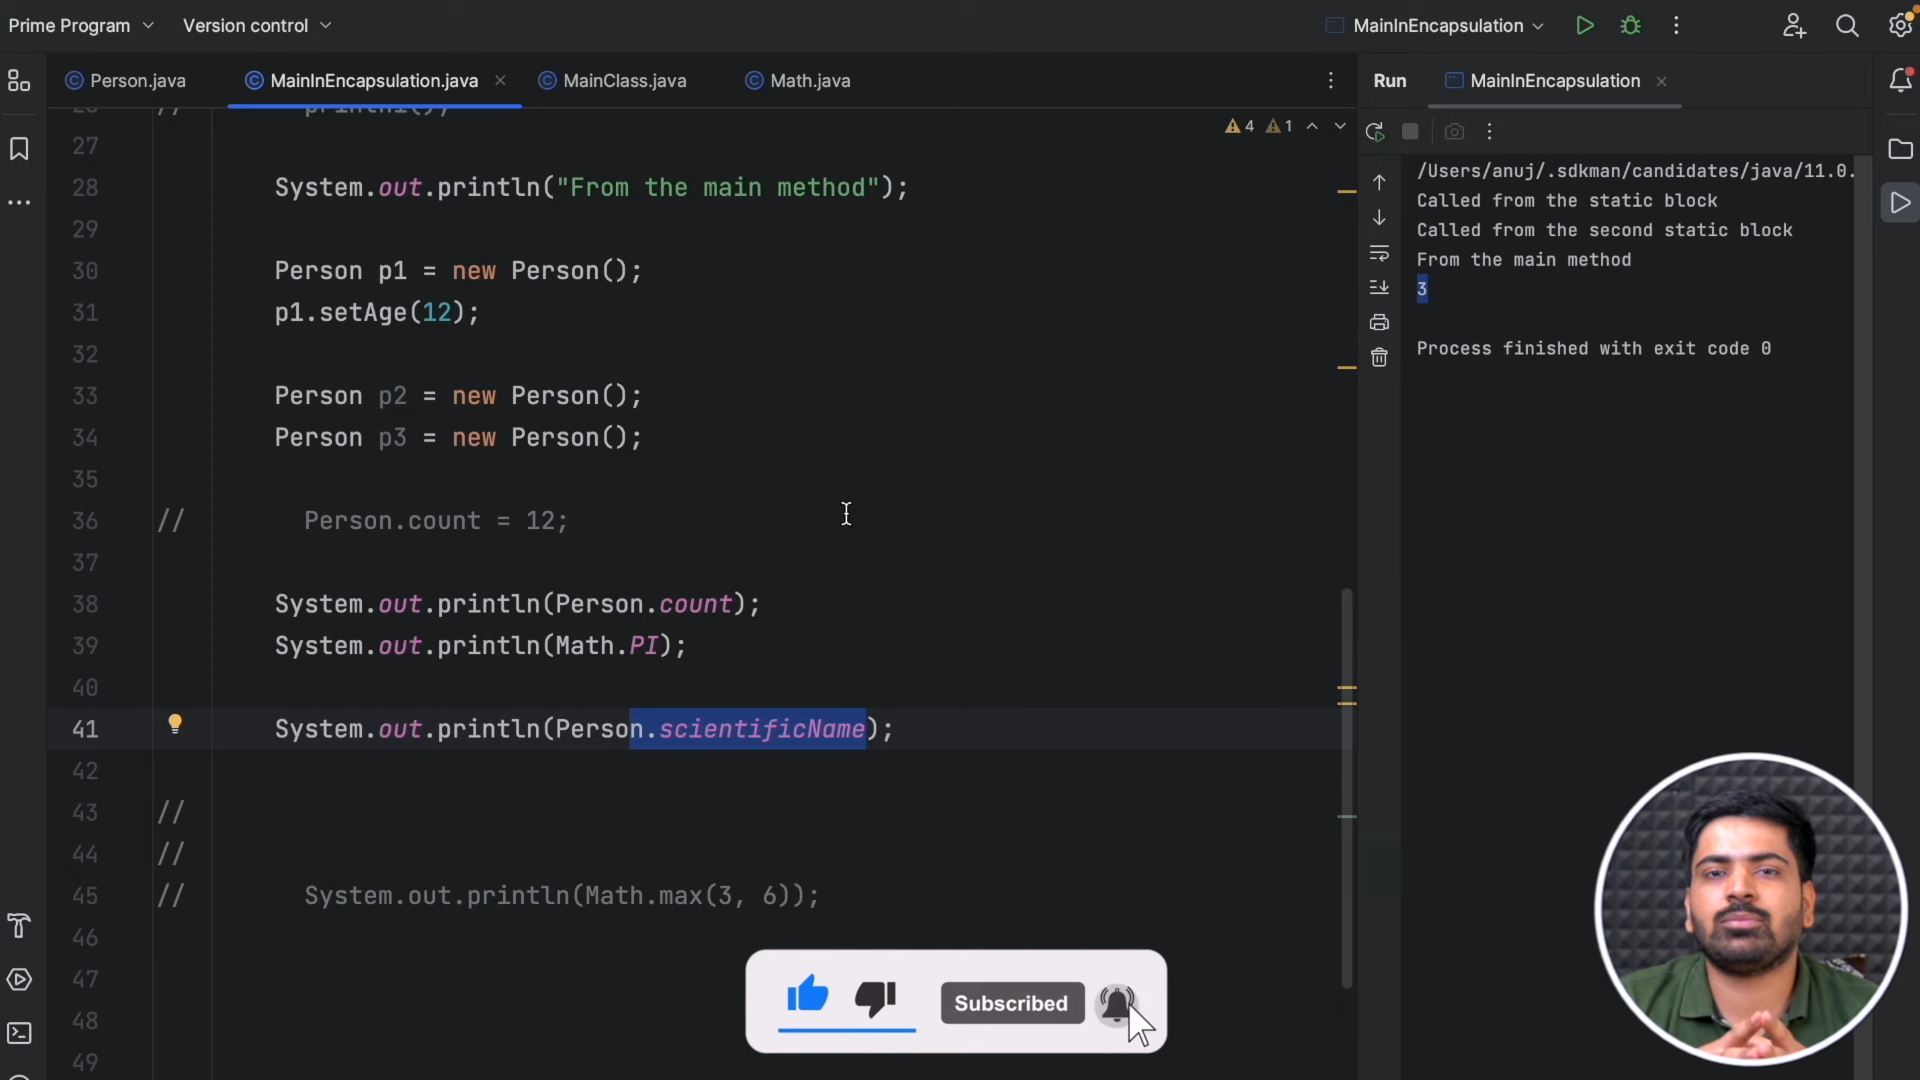 Prime Program
Version control
MainInEncapsulation
Person.java
MainInEncapsulation.java
MainClass.java
Math.java
Run
MainInEncapsulation
4
1
27
28 System.out.println("From the main method");
29
30 Person p1 = new Person();
31 p1.setAge(12);
32
33 Person p2 = new Person();
34 Person p3 = new Person();
35
36 // Person.count = 12;
37
38 System.out.println(Person.count);
39 System.out.println(Math.PI);
40
41 System.out.println(Person.scientificName);
42
43 //
44 //
45 // System.out.println(Math.max(3, 6));
46
47
48
49
/Users/anuj/.sdkman/candidates/java/11.0.
Called from the static block
Called from the second static block
From the main method
3
Process finished with exit code 0
Subscribed